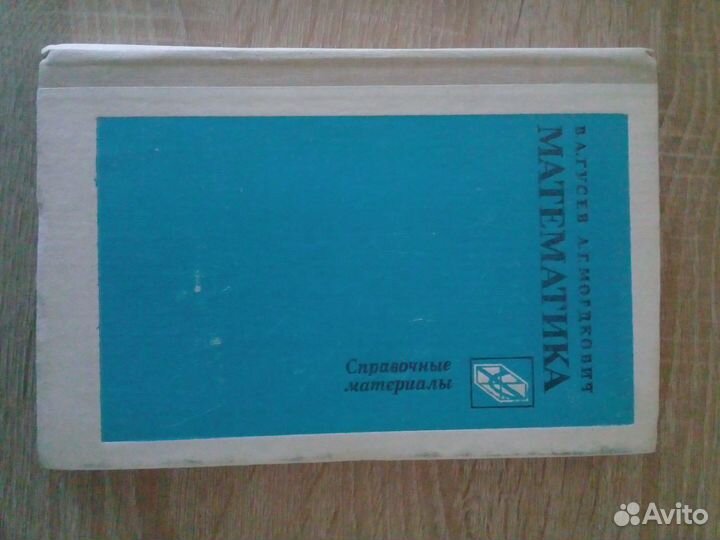 В. А. ГУСЕВ А. Г. МОРДКОВИЧ
МАТЕМАТИКА
Справочные
материалы
Avito